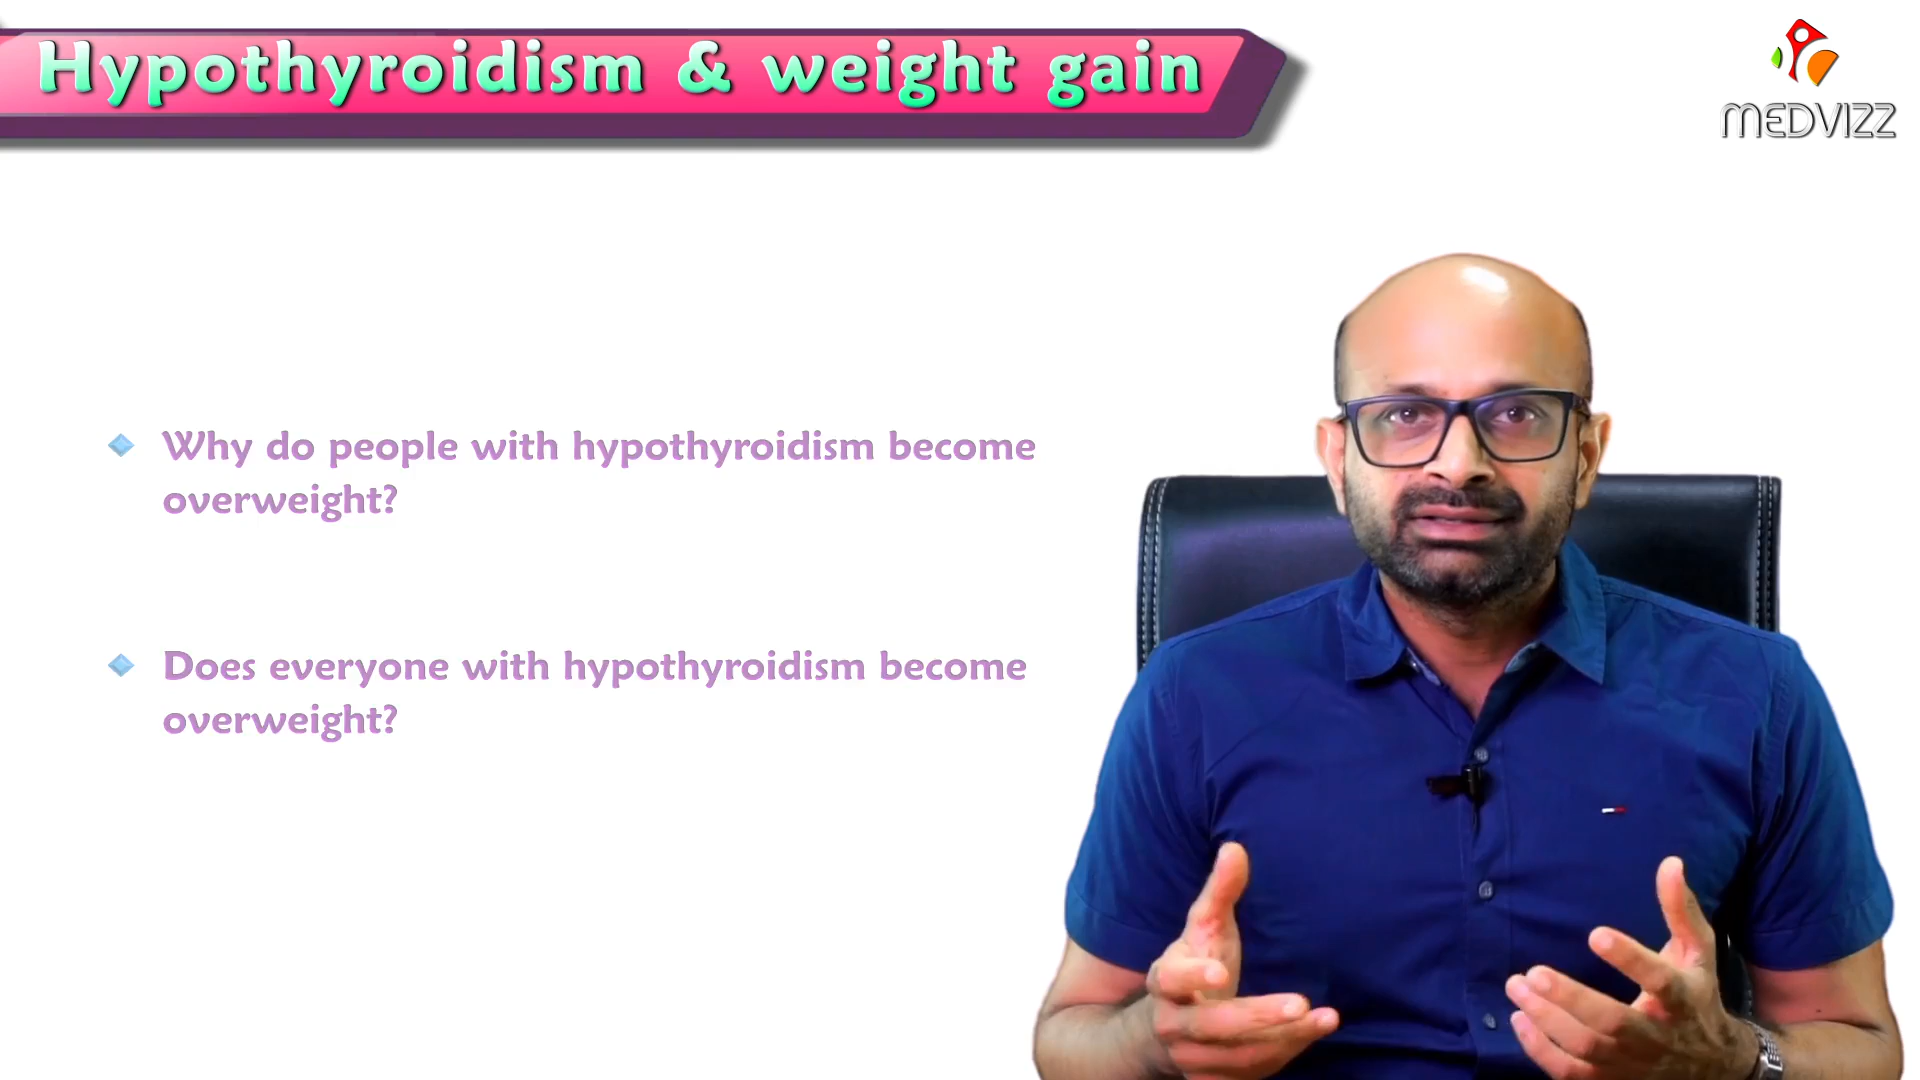 Hypothyroidism & weight gain
MEDVIZZ
Why do people with hypothyroidism become
overweight?
Does everyone with hypothyroidism become
overweight?